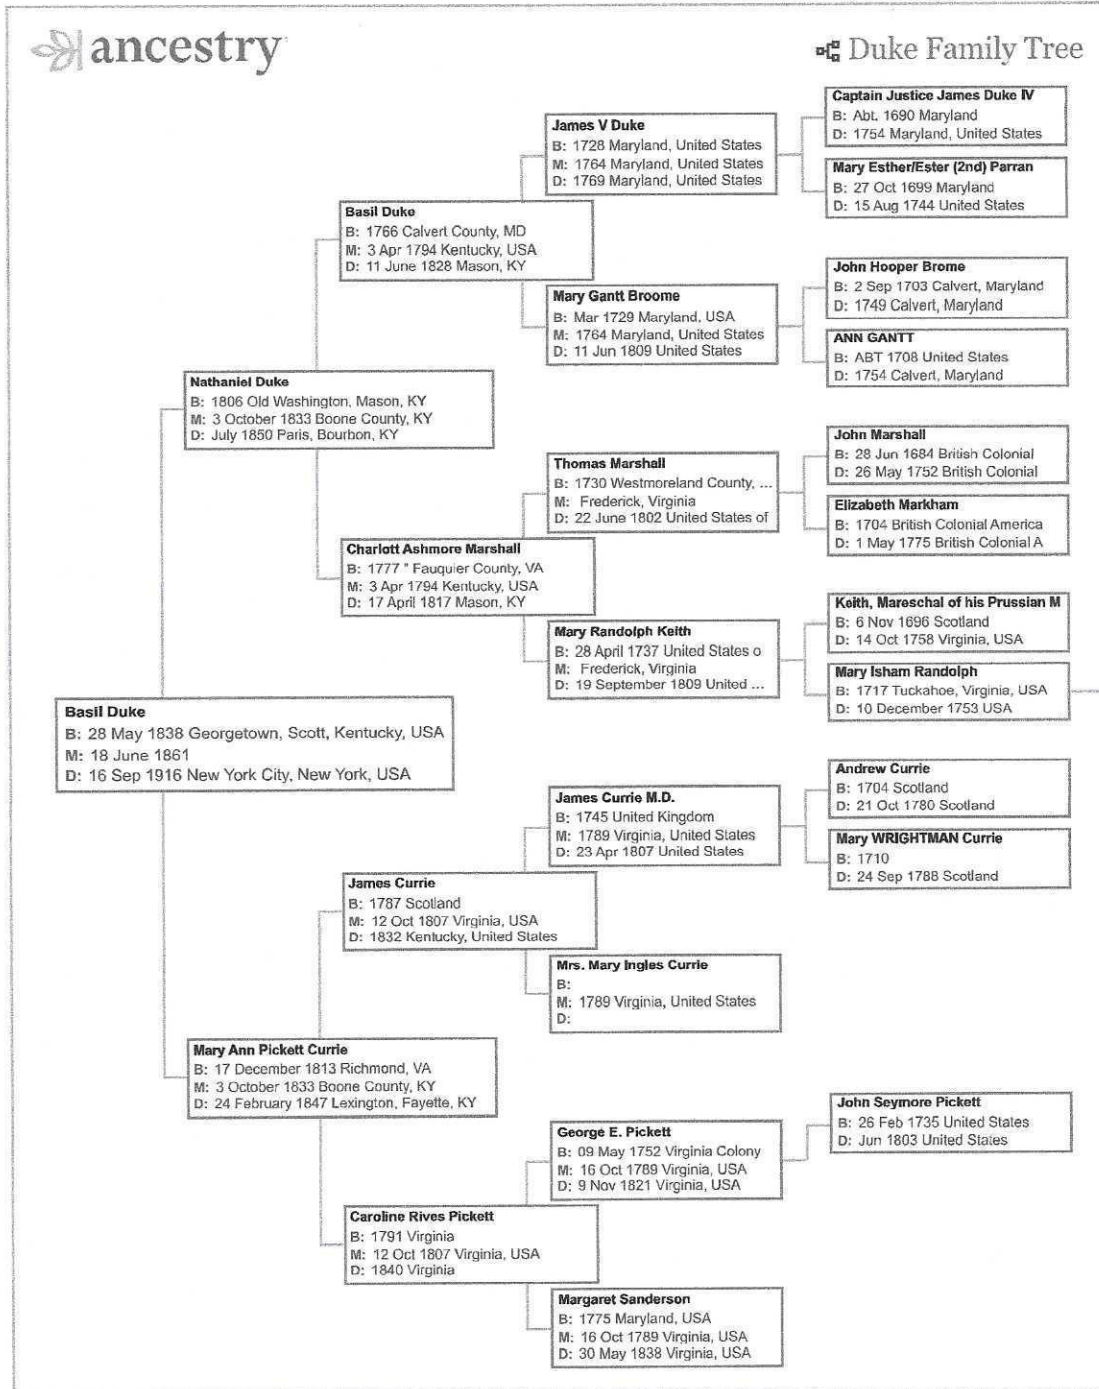 ancestry
Duke Family Tree
Captain Justice James Duke IV
B: Abt. 1690 Maryland
D: 1754 Maryland, United States
James V Duke
B: 1728 Maryland, United States
M: 1764 Maryland, United States
D: 1769 Maryland, United States
Mary Esther/Ester (2nd) Parran
B: 27 Oct 1699 Maryland
D: 15 Aug 1744 United States
Basil Duke
B: 1766 Calvert County, MD
M: 3 Apr 1794 Kentucky, USA
D: 11 June 1828 Mason, KY
John Hooper Brome
B: 2 Sep 1703 Calvert, Maryland
D: 1749 Calvert, Maryland
Mary Gantt Broome
B: Mar 1729 Maryland, USA
M: 1764 Maryland, United States
D: 11 Jun 1809 United States
ANN GANTT
B: ABT 1708 United States
D: 1754 Calvert, Maryland
Nathaniel Duke
B: 1806 Old Washington, Mason, KY
M: 3 October 1833 Boone County, KY
D: July 1850 Paris, Bourbon, KY
John Marshall
B: 28 Jun 1684 British Colonial
D: 26 May 1752 British Colonial
Thomas Marshall
B: 1730 Westmoreland County, ...
M: Frederick, Virginia
D: 22 June 1802 United States of
Elizabeth Markham
B: 1704 British Colonial America
D: 1 May 1775 British Colonial A
Charlott Ashmore Marshall
B: 1777 " Fauquier County, VA
M: 3 Apr 1794 Kentucky, USA
D: 17 April 1817 Mason, KY
Keith, Mareschal of his Prussian M
B: 6 Nov 1696 Scotland
D: 14 Oct 1758 Virginia, USA
Mary Randolph Keith
B: 28 April 1737 United States o
M: Frederick, Virginia
D: 19 September 1809 United ...
Mary Isham Randolph
B: 1717 Tuckahoe, Virginia, USA
D: 10 December 1753 USA
Basil Duke
B: 28 May 1838 Georgetown, Scott, Kentucky, USA
M: 18 June 1861
D: 16 Sep 1916 New York City, New York, USA
Andrew Currie
B: 1704 Scotland
D: 21 Oct 1780 Scotland
James Currie M.D.
B: 1745 United Kingdom
M: 1789 Virginia, United States
D: 23 Apr 1807 United States
Mary WRIGHTMAN Currie
B: 1710
D: 24 Sep 1788 Scotland
James Currie
B: 1787 Scotland
M: 12 Oct 1807 Virginia, USA
D: 1832 Kentucky, United States
Mrs. Mary Ingles Currie
B:
M: 1789 Virginia, United States
D:
Mary Ann Pickett Currie
B: 17 December 1813 Richmond, VA
M: 3 October 1833 Boone County, KY
D: 24 February 1847 Lexington, Fayette, KY
John Seymore Pickett
B: 26 Feb 1735 United States
D: Jun 1803 United States
George E. Pickett
B: 09 May 1752 Virginia Colony
M: 16 Oct 1789 Virginia, USA
D: 9 Nov 1821 Virginia, USA
Caroline Rives Pickett
B: 1791 Virginia
M: 12 Oct 1807 Virginia, USA
D: 1840 Virginia
Margaret Sanderson
B: 1775 Maryland, USA
M: 16 Oct 1789 Virginia, USA
D: 30 May 1838 Virginia, USA